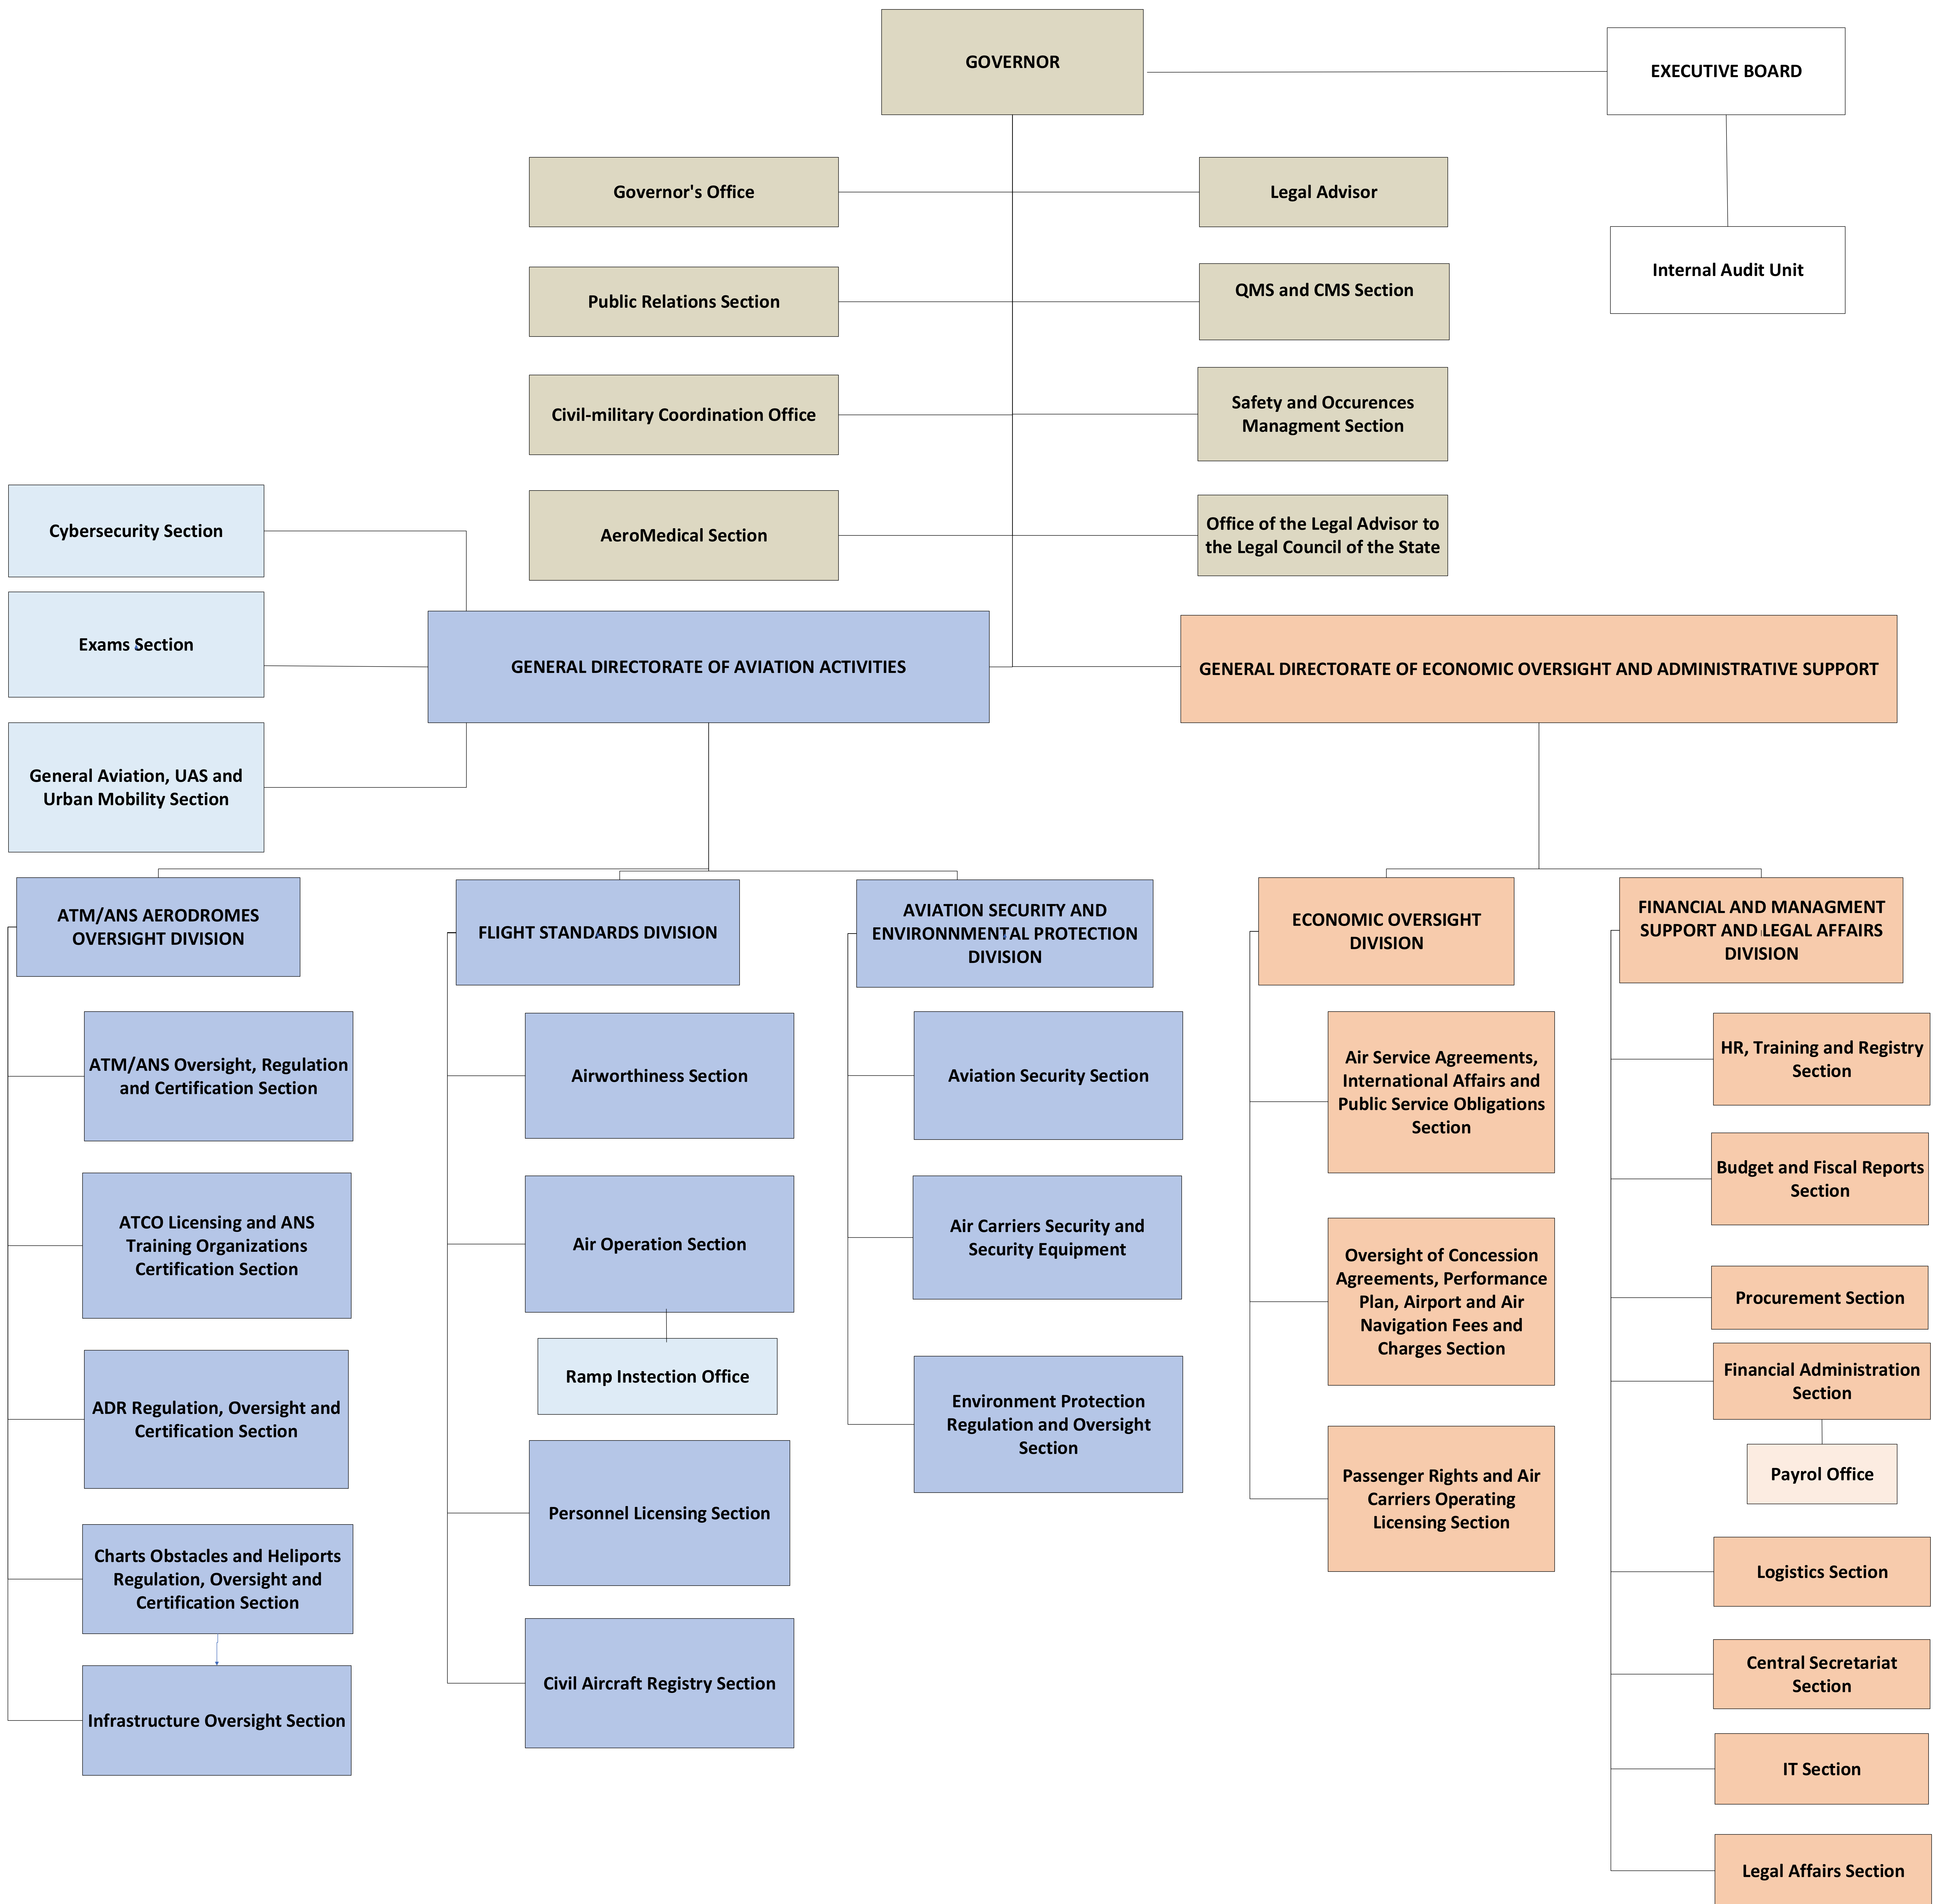 GOVERNOR
EXECUTIVE BOARD
Governor's Office
Legal Advisor
Internal Audit Unit
Public Relations Section
QMS and CMS Section
Civil-military Coordination Office
Safety and Occurences
Managment Section
Cybersecurity Section
AeroMedical Section
Office of the Legal Advisor to
the Legal Council of the State
Exams Section
GENERAL DIRECTORATE OF AVIATION ACTIVITIES
GENERAL DIRECTORATE OF ECONOMIC OVERSIGHT AND ADMINISTRATIVE SUPPORT
General Aviation, UAS and
Urban Mobility Section
ATM/ANS AERODROMES
OVERSIGHT DIVISION
ATM/ANS Oversight, Regulation
and Certification Section
ATCO Licensing and ANS
Training Organizations
Certification Section
ADR Regulation, Oversight and
Certification Section
Charts Obstacles and Heliports
Regulation, Oversight and
Certification Section
Infrastructure Oversight Section
FLIGHT STANDARDS DIVISION
Airworthiness Section
Air Operation Section
Ramp Instection Office
Personnel Licensing Section
Civil Aircraft Registry Section
AVIATION SECURITY AND
ENVIRONNMENTAL PROTECTION
DIVISION
Aviation Security Section
Air Carriers Security and
Security Equipment
Environment Protection
Regulation and Oversight
Section
ECONOMIC OVERSIGHT
DIVISION
Air Service Agreements,
International Affairs and
Public Service Obligations
Section
Oversight of Concession
Agreements, Performance
Plan, Airport and Air
Navigation Fees and
Charges Section
Passenger Rights and Air
Carriers Operating
Licensing Section
FINANCIAL AND MANAGMENT
SUPPORT AND LEGAL AFFAIRS
DIVISION
HR, Training and Registry
Section
Budget and Fiscal Reports
Section
Procurement Section
Financial Administration
Section
Payrol Office
Logistics Section
Central Secretariat
Section
IT Section
Legal Affairs Section